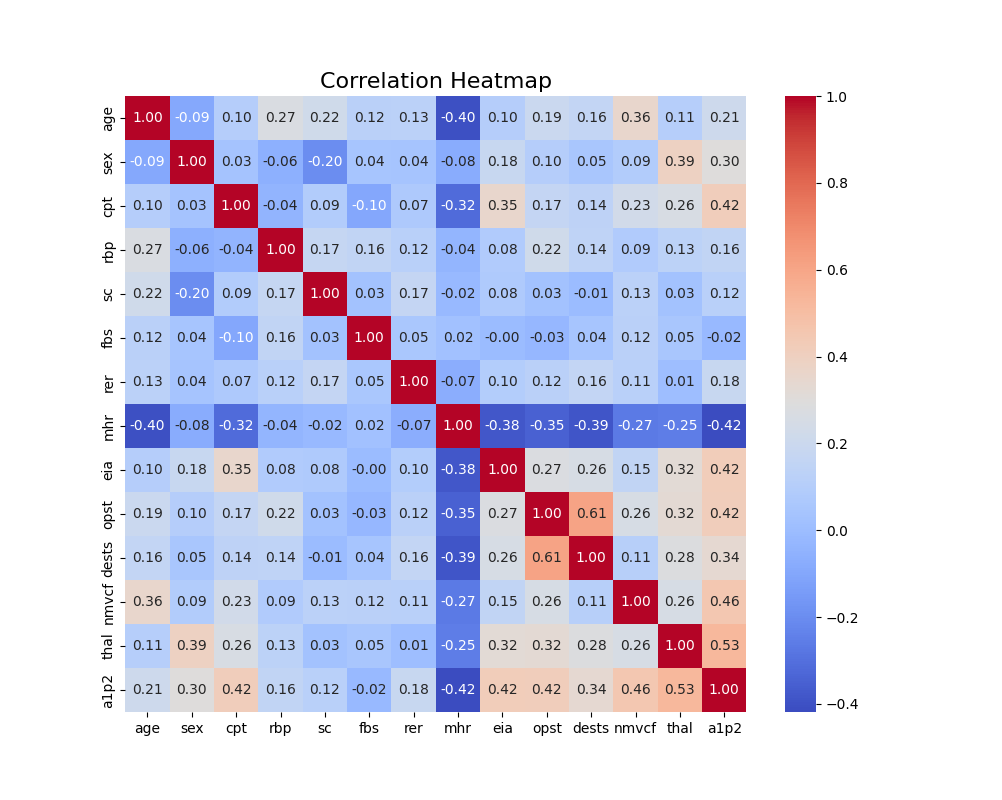 Correlation Heatmap
age 1.00 -0.09 0.10 0.27 0.22 0.12 0.13 -0.40 0.10 0.19 0.16 0.36 0.11 0.21
sex -0.09 1.00 0.03 -0.06 -0.20 0.04 0.04 -0.08 0.18 0.10 0.05 0.09 0.39 0.30
cpt 0.10 0.03 1.00 -0.04 0.09 -0.10 0.07 -0.32 0.35 0.17 0.14 0.23 0.26 0.42
rbp 0.27 -0.06 -0.04 1.00 0.17 0.16 0.12 -0.04 0.08 0.22 0.14 0.09 0.13 0.16
sc 0.22 -0.20 0.09 0.17 1.00 0.03 0.17 -0.02 0.08 0.03 -0.01 0.13 0.03 0.12
fbs 0.12 0.04 -0.10 0.16 0.03 1.00 0.05 0.02 -0.00 -0.03 0.04 0.12 0.05 -0.02
rer 0.13 0.04 0.07 0.12 0.17 0.05 1.00 -0.07 0.10 0.12 0.16 0.11 0.01 0.18
mhr -0.40 -0.08 -0.32 -0.04 -0.02 0.02 -0.07 1.00 -0.38 -0.35 -0.39 -0.27 -0.25 -0.42
eia 0.10 0.18 0.35 0.08 0.08 -0.00 0.10 -0.38 1.00 0.27 0.26 0.15 0.32 0.42
opst 0.19 0.10 0.17 0.22 0.03 -0.03 0.12 -0.35 0.27 1.00 0.61 0.26 0.32 0.42
dests 0.16 0.05 0.14 0.14 -0.01 0.04 0.16 -0.39 0.26 0.61 1.00 0.11 0.28 0.34
nmvcf 0.36 0.09 0.23 0.09 0.13 0.12 0.11 -0.27 0.15 0.26 0.11 1.00 0.26 0.46
thal 0.11 0.39 0.26 0.13 0.03 0.05 0.01 -0.25 0.32 0.32 0.28 0.26 1.00 0.53
a1p2 0.21 0.30 0.42 0.16 0.12 -0.02 0.18 -0.42 0.42 0.42 0.34 0.46 0.53 1.00
age sex cpt rbp sc fbs rer mhr eia opst dests nmvcf thal a1p2
1.0
0.8
0.6
0.4
0.2
0.0
−0.2
−0.4